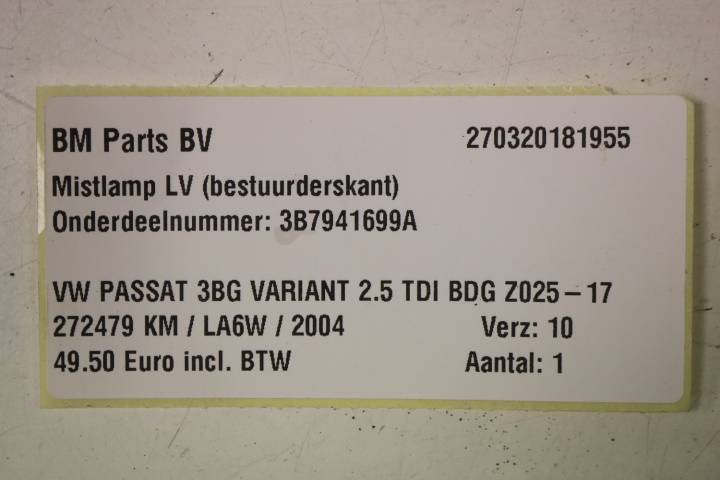 BM Parts BV 270320181955
Mistlamp LV (bestuurderskant)
Onderdeelnummer: 3B7941699A
VW PASSAT 3BG VARIANT 2.5 TDI BDG Z025-17
272479 KM / LA6W / 2004 Verz: 10
49.50 Euro incl. BTW Aantal: 1